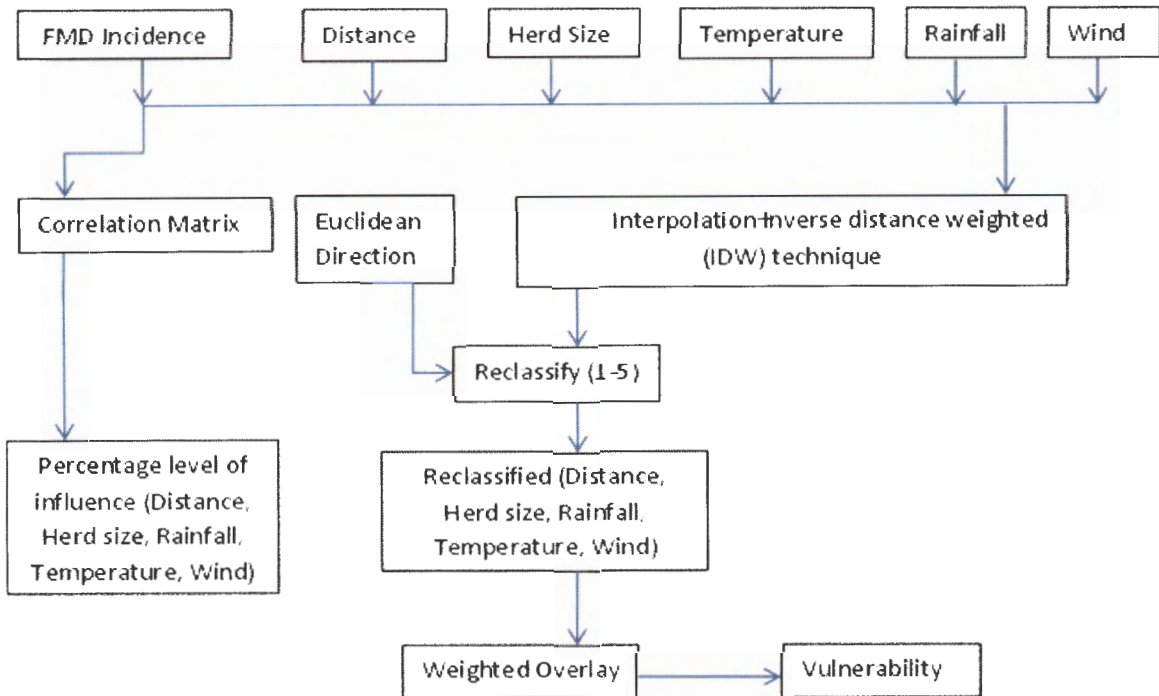 FMD Incidence
Distance
Herd Size
Temperature
Rainfall
Wind
Correlation Matrix
Euclidean
Direction
Interpolation-Inverse distance weighted
(IDW) technique
Reclassify (1-5)
Percentage level of
influence (Distance,
Herd size, Rainfall,
Temperature, Wind)
Reclassified (Distance,
Herd size, Rainfall,
Temperature, Wind)
Weighted Overlay
Vulnerability